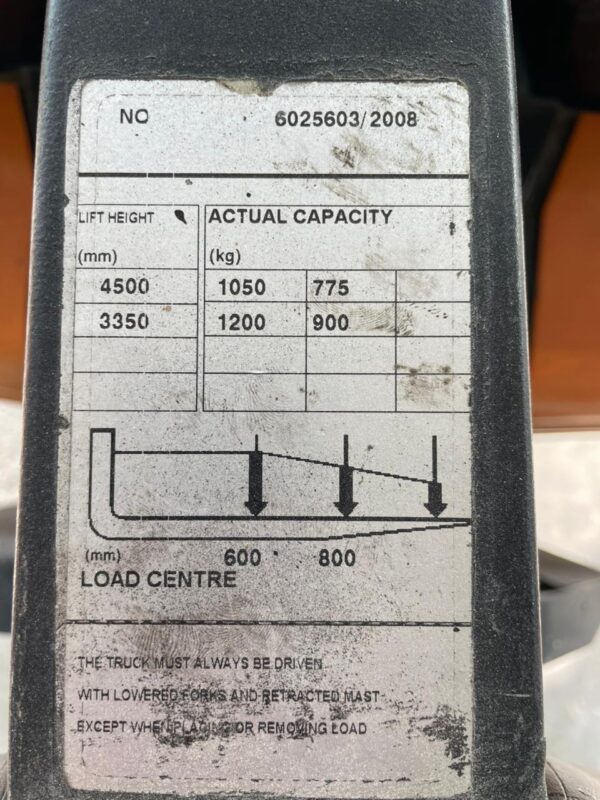 NO 6025603/2008
LIFT HEIGHT ACTUAL CAPACITY
(mm) (kg)
4500 1050 775
3350 1200 900
(mm) 600 800
LOAD CENTRE
THE TRUCK MUST ALWAYS BE DRIVEN
WITH LOWERED FORKS AND RETRACTED MAST
EXCEPT WHEN PLACING OR REMOVING LOAD